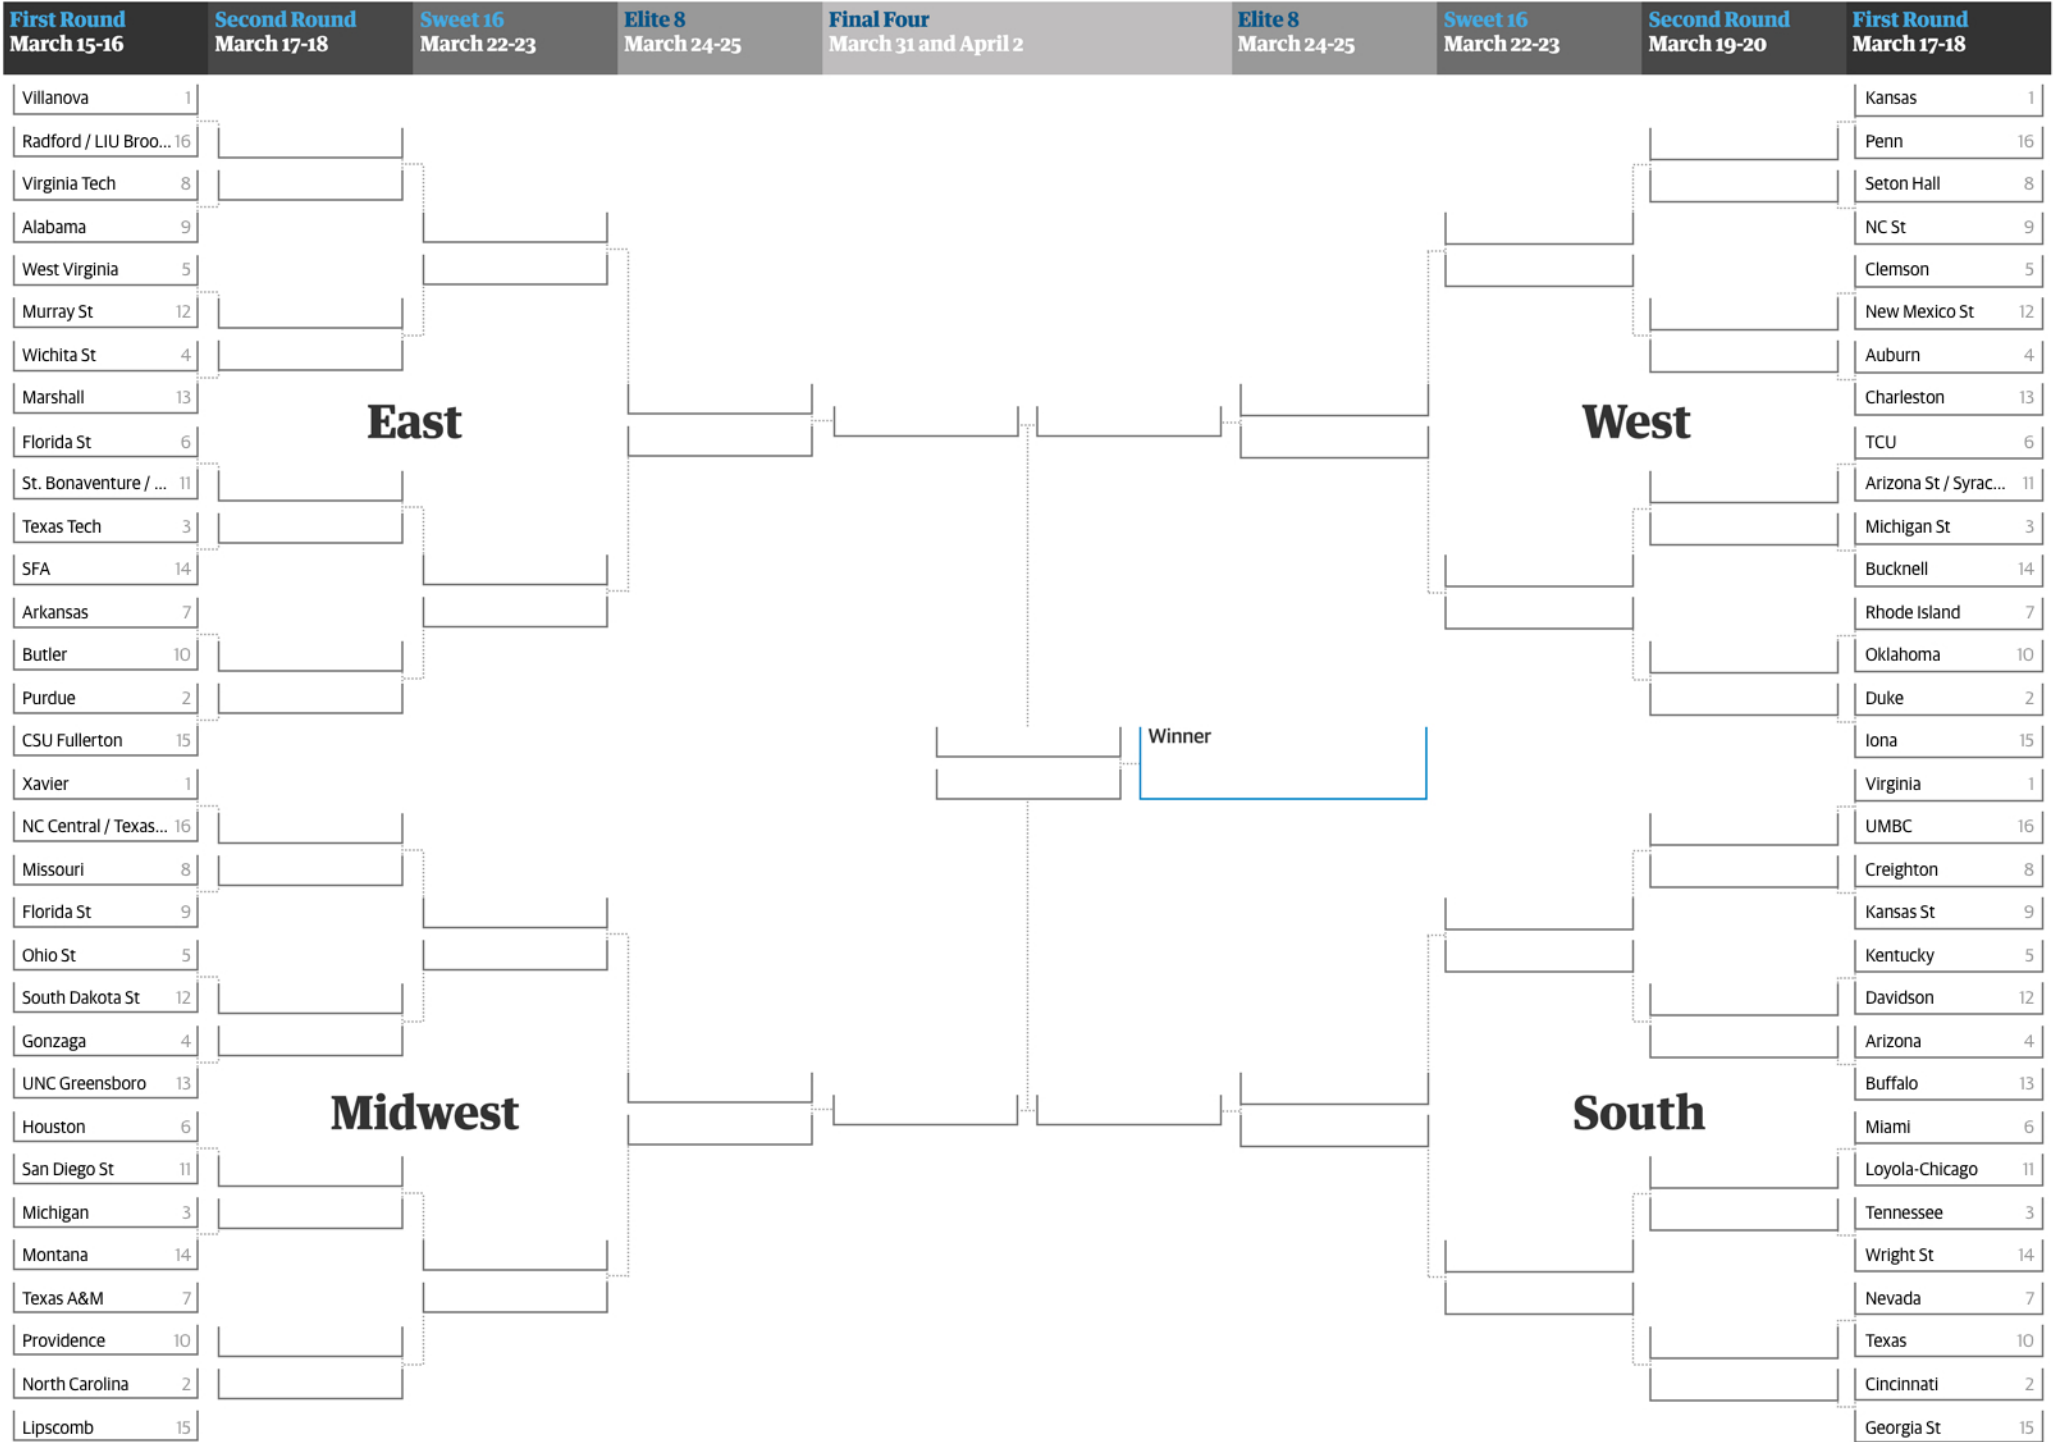 First Round
March 15-16
Second Round
March 17-18
Sweet 16
March 22-23
Elite 8
March 24-25
Final Four
March 31 and April 2
Elite 8
March 24-25
Sweet 16
March 22-23
Second Round
March 19-20
First Round
March 17-18
Villanova 1
Radford / LIU Broo... 16
Virginia Tech 8
Alabama 9
West Virginia 5
Murray St 12
Wichita St 4
Marshall 13
Florida St 6
St. Bonaventure / ... 11
Texas Tech 3
SFA 14
Arkansas 7
Butler 10
Purdue 2
CSU Fullerton 15
East
Xavier 1
NC Central / Texas... 16
Missouri 8
Florida St 9
Ohio St 5
South Dakota St 12
Gonzaga 4
UNC Greensboro 13
Houston 6
San Diego St 11
Michigan 3
Montana 14
Texas A&M 7
Providence 10
North Carolina 2
Lipscomb 15
Midwest
Winner
Kansas 1
Penn 16
Seton Hall 8
NC St 9
Clemson 5
New Mexico St 12
Auburn 4
Charleston 13
TCU 6
Arizona St / Syrac... 11
Michigan St 3
Bucknell 14
Rhode Island 7
Oklahoma 10
Duke 2
Iona 15
West
Virginia 1
UMBC 16
Creighton 8
Kansas St 9
Kentucky 5
Davidson 12
Arizona 4
Buffalo 13
Miami 6
Loyola-Chicago 11
Tennessee 3
Wright St 14
Nevada 7
Texas 10
Cincinnati 2
Georgia St 15
South